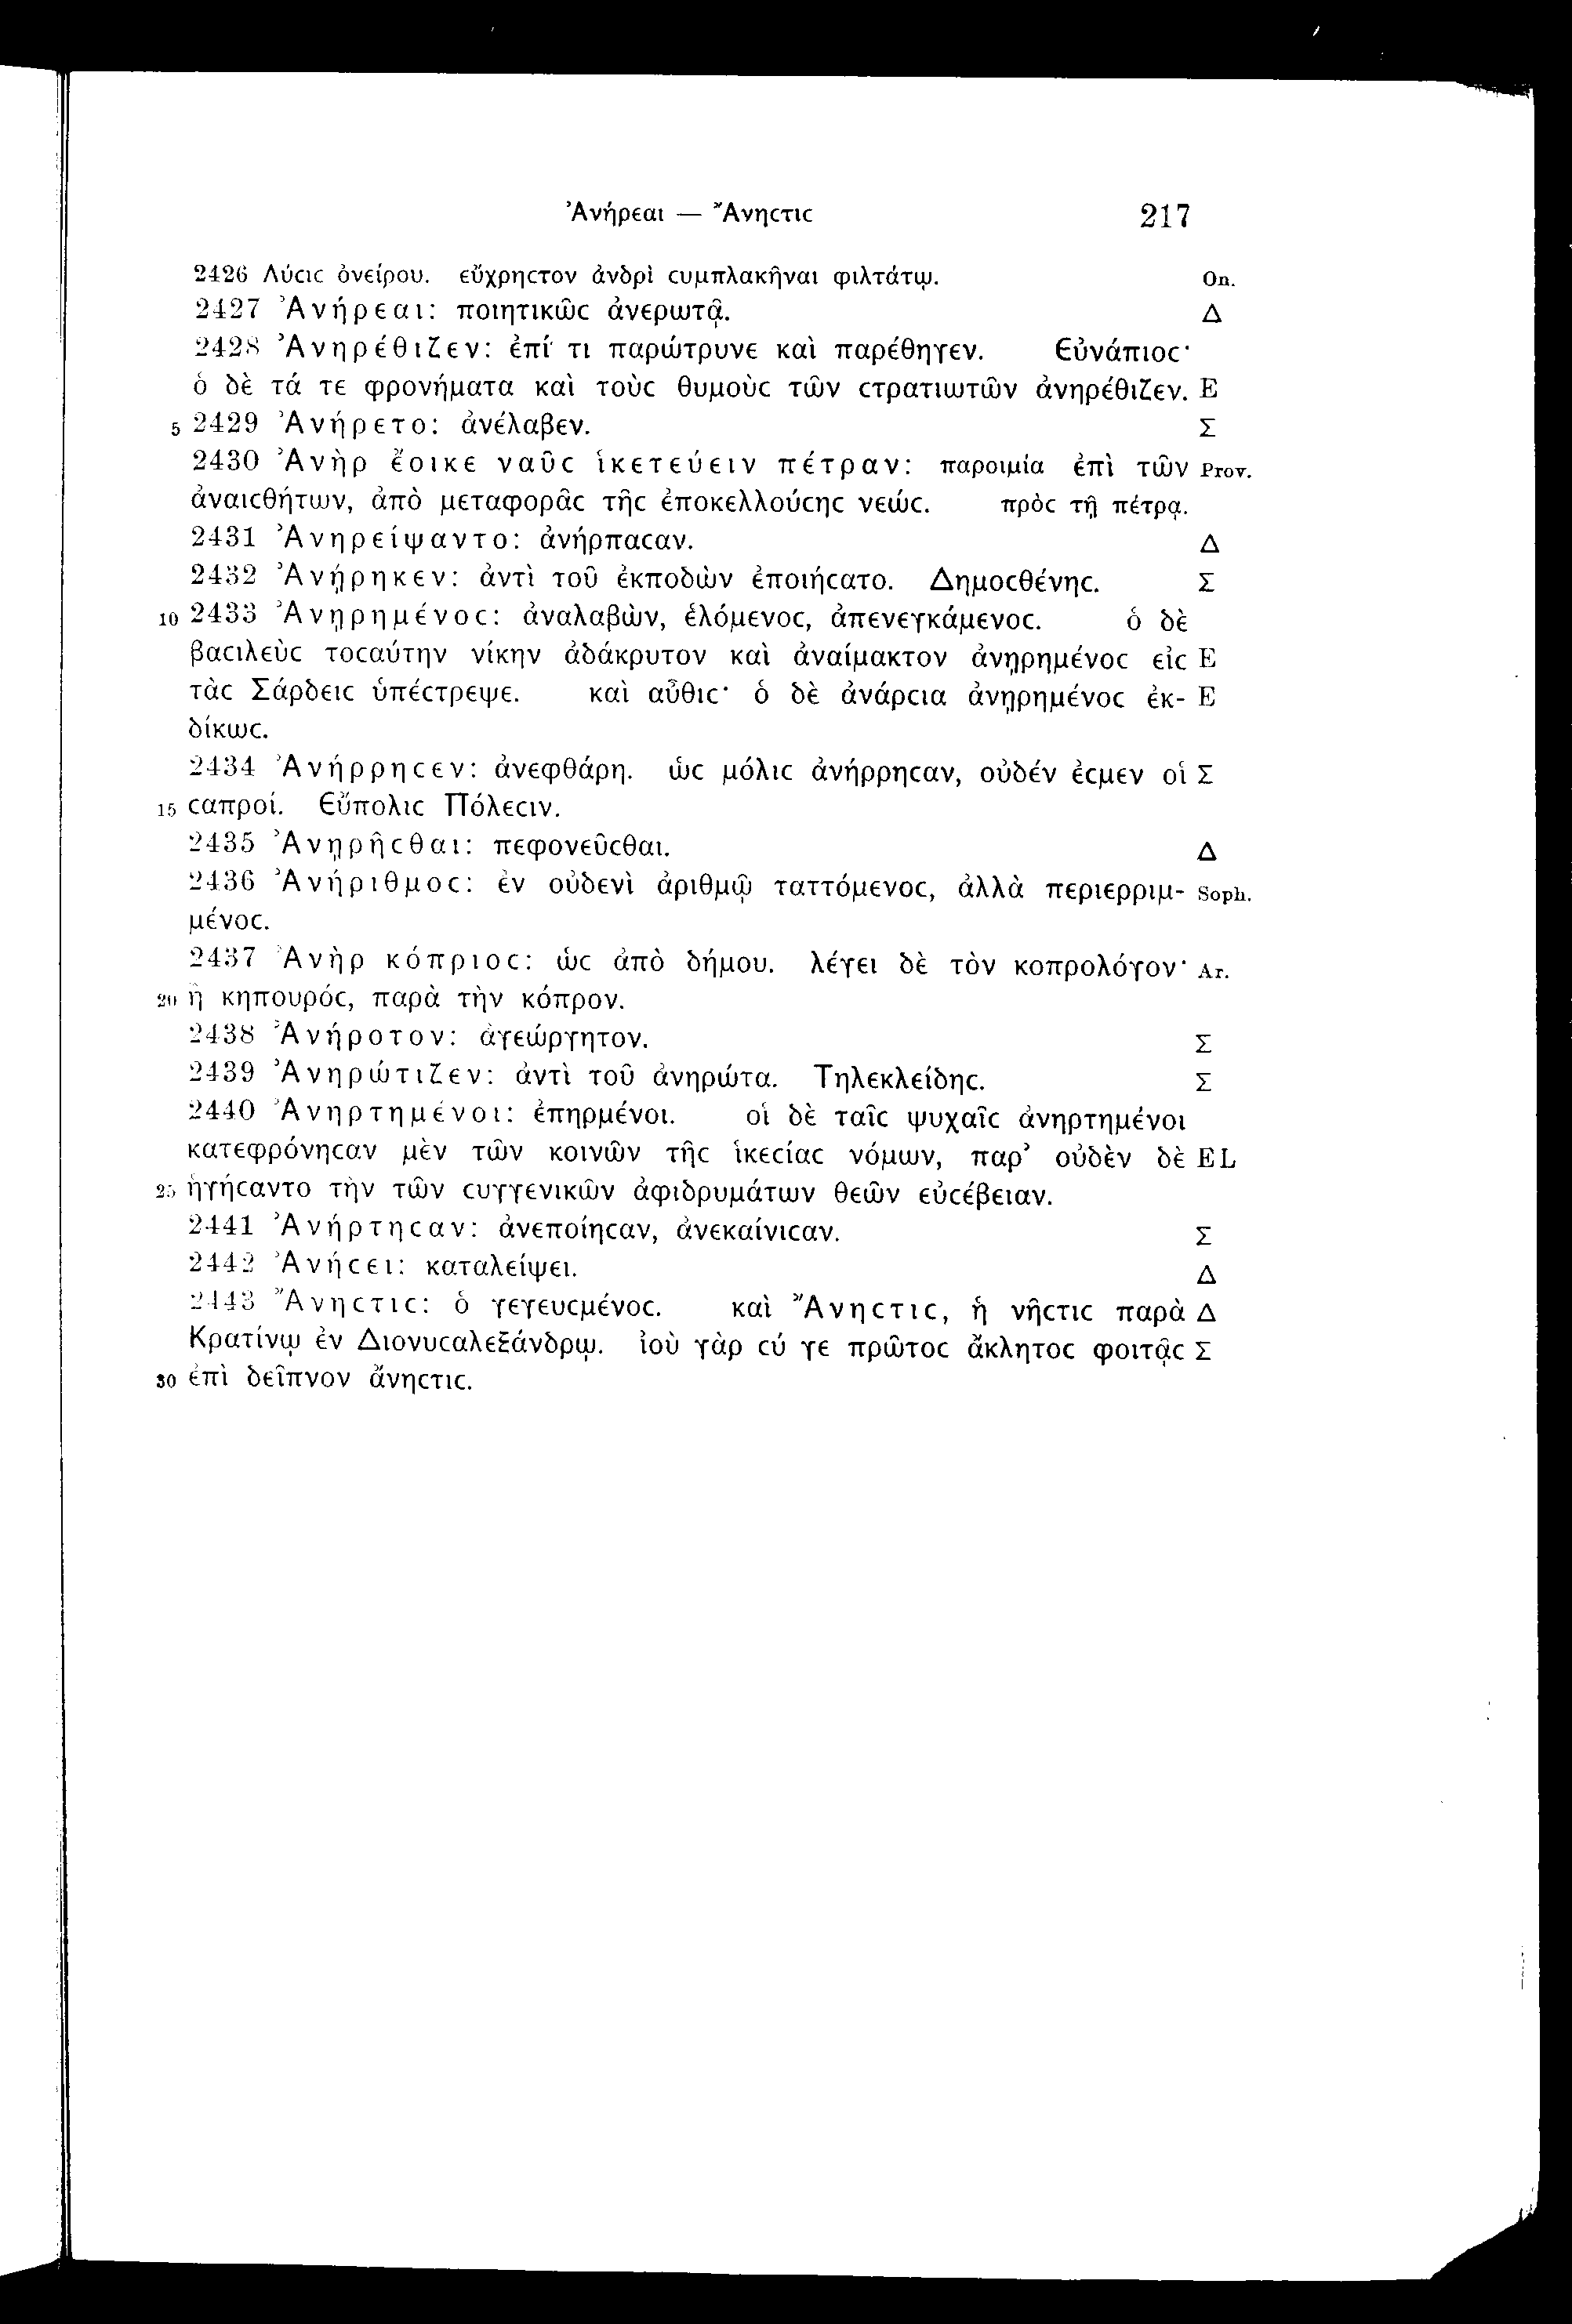 Ἀνήρεαι — Ἄνηϲτιϲ 217
2426 Λύϲιϲ ὀνείρου. εὔχρηϲτον ἀνδρὶ ϲυμπλακῆναι φιλτάτῳ. On.
2427 Ἀνήρεαι: ποιητικῶϲ ἀνερωτᾷ. Δ
2428 Ἀνηρέθιζεν: ἐπί τι παρώτρυνε καὶ παρέθηγεν. Εὐνάπιοϲ·
ὁ δὲ τά τε φρονήματα καὶ τοὺϲ θυμοὺϲ τῶν ϲτρατιωτῶν ἀνηρέθιζεν. E
5 2429 Ἀνήρετο: ἀνέλαβεν. Σ
2430 Ἀνὴρ ἔοικε ναῦϲ ἱκετεύειν πέτραν: παροιμία ἐπὶ τῶν Prov.
ἀναιϲθήτων, ἀπὸ μεταφορᾶϲ τῆϲ ἐποκελλούϲηϲ νεώϲ. πρὸϲ τῇ πέτρᾳ.
2431 Ἀνηρείψαντο: ἀνήρπαϲαν. Δ
2432 Ἀνῄρηκεν: ἀντὶ τοῦ ἐκποδὼν ἐποιήϲατο. Δημοϲθένηϲ. Σ
10 2433 Ἀνῃρημένοϲ: ἀναλαβὼν, ἑλόμενοϲ, ἀπενεγκάμενοϲ. ὁ δὲ
βαϲιλεὺϲ τοϲαύτην νίκην ἀδάκρυτον καὶ ἀναίμακτον ἀνῃρημένοϲ εἰϲ E
τὰϲ Σάρδειϲ ὑπέϲτρεψε. καὶ αὖθιϲ· ὁ δὲ ἀνάρϲια ἀνῃρημένοϲ ἐκ- E
δίκωϲ.
2434 Ἀνήρρηϲεν: ἀνεφθάρη. ὡϲ μόλιϲ ἀνήρρηϲαν, οὐδέν ἐϲμεν οἱ Σ
15 ϲαπροί. Εὔπολιϲ Πόλεϲιν.
2435 Ἀνῃρῆϲθαι: πεφονεῦϲθαι. Δ
2436 Ἀνήριθμοϲ: ἐν οὐδενὶ ἀριθμῷ ταττόμενοϲ, ἀλλὰ περιερριμ- Soph.
μένοϲ.
2437 Ἀνὴρ κόπριοϲ: ὡϲ ἀπὸ δήμου. λέγει δὲ τὸν κοπρολόγον· Ar.
20 ἢ κηπουρόϲ, παρὰ τὴν κόπρον.
2438 Ἀνήροτον: ἀγεώργητον. Σ
2439 Ἀνηρώτιζεν: ἀντὶ τοῦ ἀνηρώτα. Τηλεκλείδηϲ. Σ
2440 Ἀνηρτημένοι: ἐπηρμένοι. οἱ δὲ ταῖϲ ψυχαῖϲ ἀνηρτημένοι
κατεφρόνηϲαν μὲν τῶν κοινῶν τῆϲ ἱκεϲίαϲ νόμων, παρ’ οὐδὲν δὲ EL
25 ἡγήϲαντο τὴν τῶν ϲυγγενικῶν ἀφιδρυμάτων θεῶν εὐϲέβειαν.
2441 Ἀνήρτηϲαν: ἀνεποίηϲαν, ἀνεκαίνιϲαν. Σ
2442 Ἀνήϲει: καταλείψει. Δ
2443 Ἄνηϲτιϲ: ὁ γεγευϲμένοϲ. καὶ Ἄνηϲτιϲ, ἡ νῆϲτιϲ παρὰ Δ
Κρατίνῳ ἐν Διονυϲαλεξάνδρῳ. ἰοὺ γὰρ ϲύ γε πρῶτοϲ ἄκλητοϲ φοιτᾷϲ Σ
30 ἐπὶ δεῖπνον ἄνηϲτιϲ.